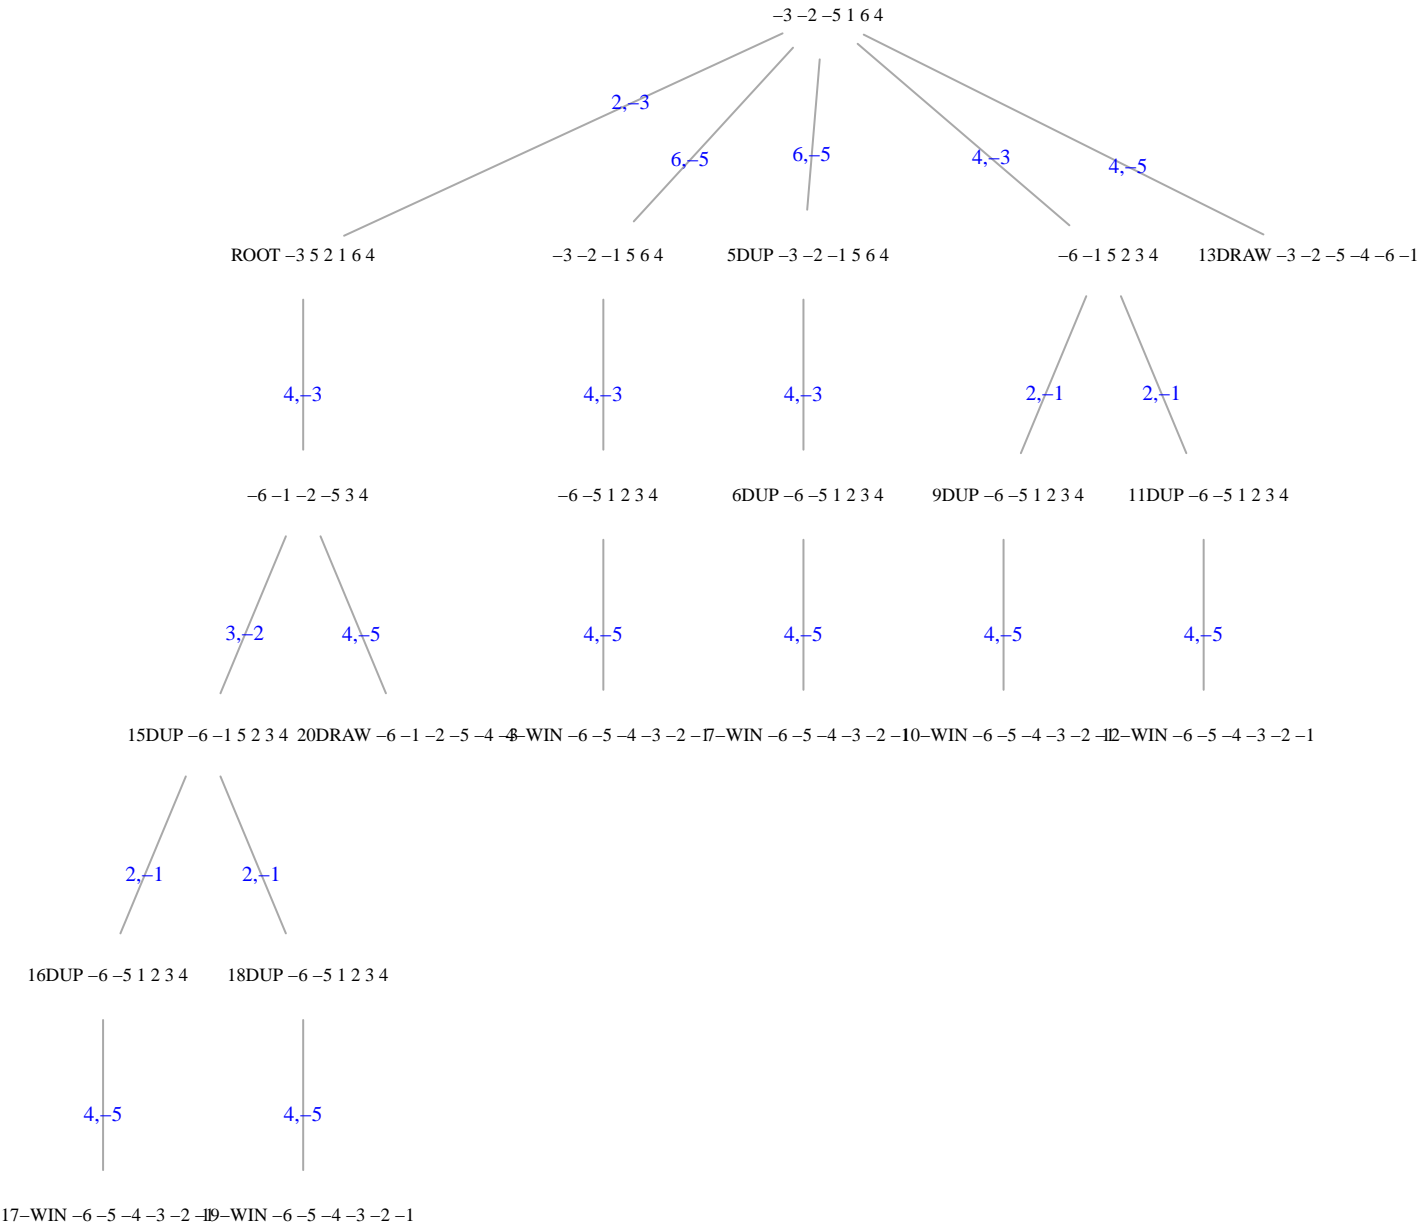 –3 –2 –5 1 6 4
2,–3
6,–5
6,–5
4,–3
4,–5
ROOT –3 5 2 1 6 4
–3 –2 –1 5 6 4
5DUP –3 –2 –1 5 6 4
–6 –1 5 2 3 4
13DRAW –3 –2 –5 –4 –6 –1
4,–3
4,–3
4,–3
2,–1
2,–1
–6 –1 –2 –5 3 4
–6 –5 1 2 3 4
6DUP –6 –5 1 2 3 4
9DUP –6 –5 1 2 3 4
11DUP –6 –5 1 2 3 4
3,–2
4,–5
4,–5
4,–5
4,–5
4,–5
15DUP –6 –1 5 2 3 4
20DRAW –6 –1 –2 –5 –4
–WIN –6 –5 –4 –3 –2
7–WIN –6 –5 –4 –3 –2
10–WIN –6 –5 –4 –3 –2
12–WIN –6 –5 –4 –3 –2 –1
2,–1
2,–1
16DUP –6 –5 1 2 3 4
18DUP –6 –5 1 2 3 4
4,–5
4,–5
17–WIN –6 –5 –4 –3 –2
19–WIN –6 –5 –4 –3 –2 –1